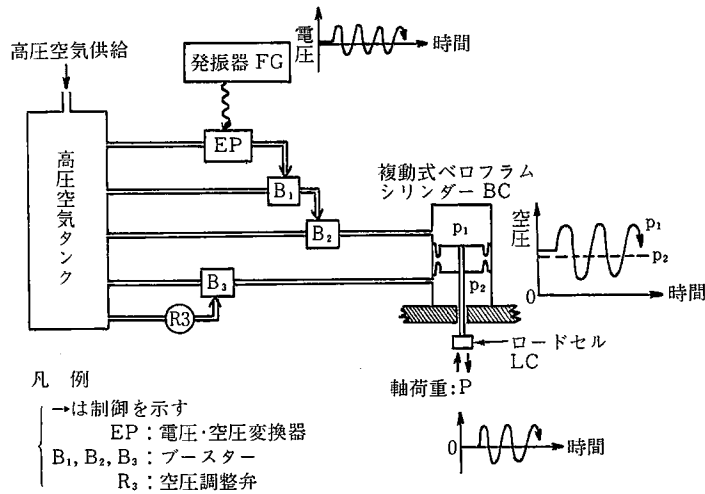 電圧
時間
高圧空気供給
発振器 FG
EP
高圧空気タンク
B₁
B₂
B₃
R3
複動式ベロフラム
シリンダー BC
p₁
p₂
空圧
p₁
p₂
0
時間
ロードセル
LC
軸荷重:P
0
時間
凡 例
→は制御を示す
EP:電圧・空圧変換器
B₁, B₂, B₃:ブースター
R₃:空圧調整弁